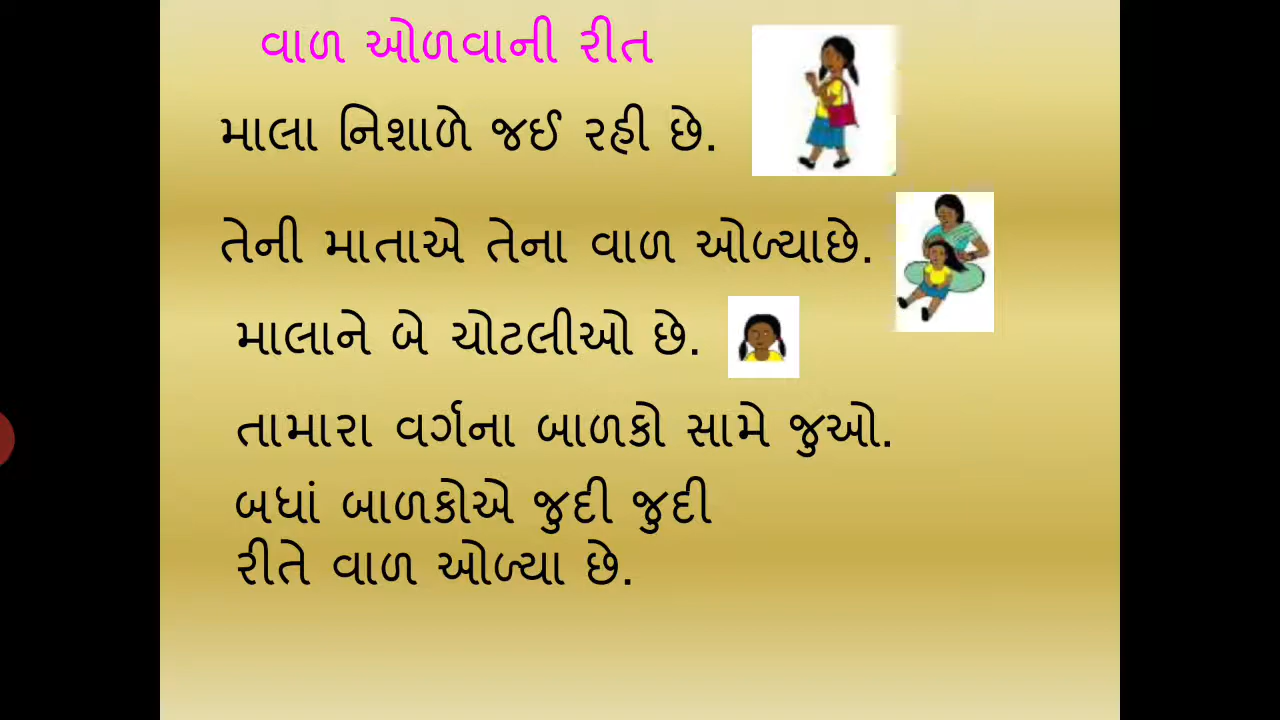 વાળ ઓળવાની રીત
માલા નિશાળે જઈ રહી છે.
તેની માતાએ તેના વાળ ઓળ્યાછે.
માલાને બે ચોટલીઓ છે.
તામારા વર્ગના બાળકો સામે જુઓ.
બધાં બાળકોએ જુદી જુદી
રીતે વાળ ઓળ્યા છે.